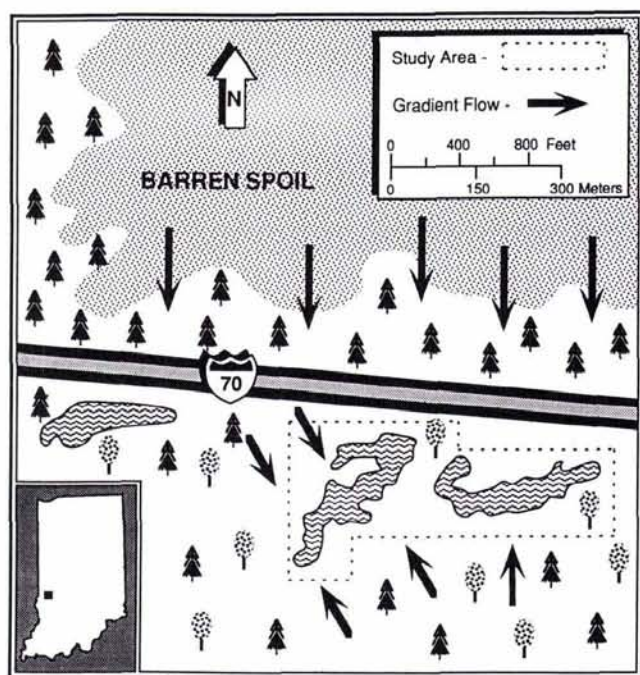 N
BARREN SPOIL
Study Area -
Gradient Flow -
0 400 800 Feet
0 150 300 Meters
70